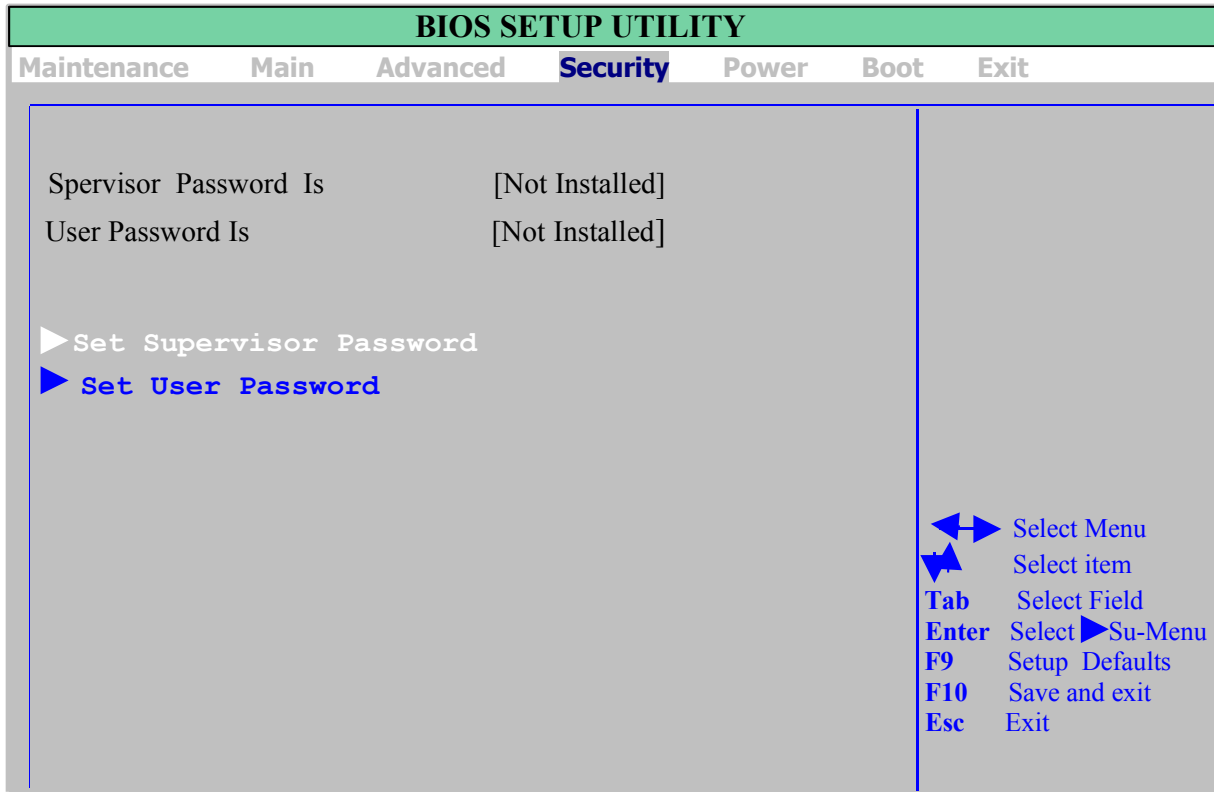 BIOS SETUP UTILITY
Maintenance Main Advanced Security Power Boot Exit
Spervisor Password Is [Not Installed]
User Password Is [Not Installed]
Set Supervisor Password
Set User Password
Select Menu
Select item
Tab Select Field
Enter Select Su-Menu
F9 Setup Defaults
F10 Save and exit
Esc Exit